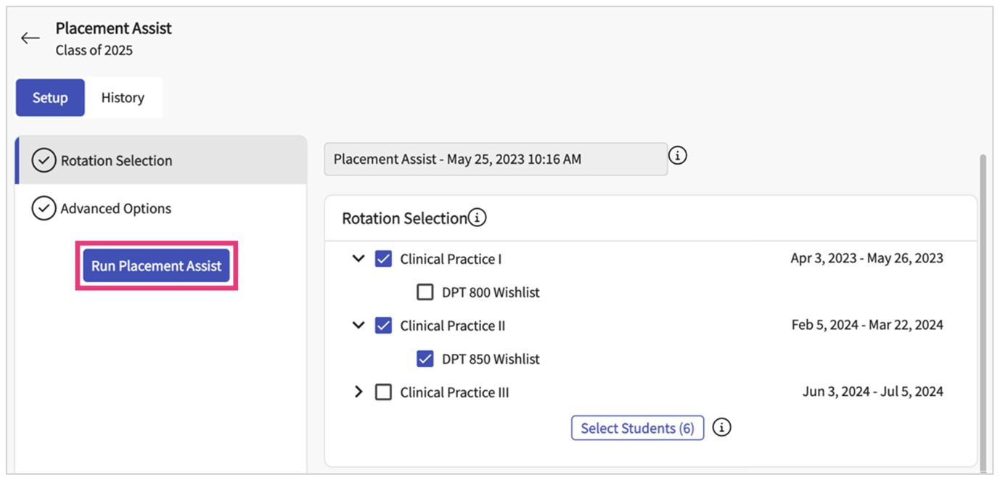 Placement Assist
Class of 2025
Setup
History
Rotation Selection
Advanced Options
Run Placement Assist
Placement Assist - May 25, 2023 10:16 AM
Rotation Selection
Clinical Practice I
Apr 3, 2023 - May 26, 2023
DPT 800 Wishlist
Clinical Practice II
Feb 5, 2024 - Mar 22, 2024
DPT 850 Wishlist
Clinical Practice III
Jun 3, 2024 - Jul 5, 2024
Select Students (6)